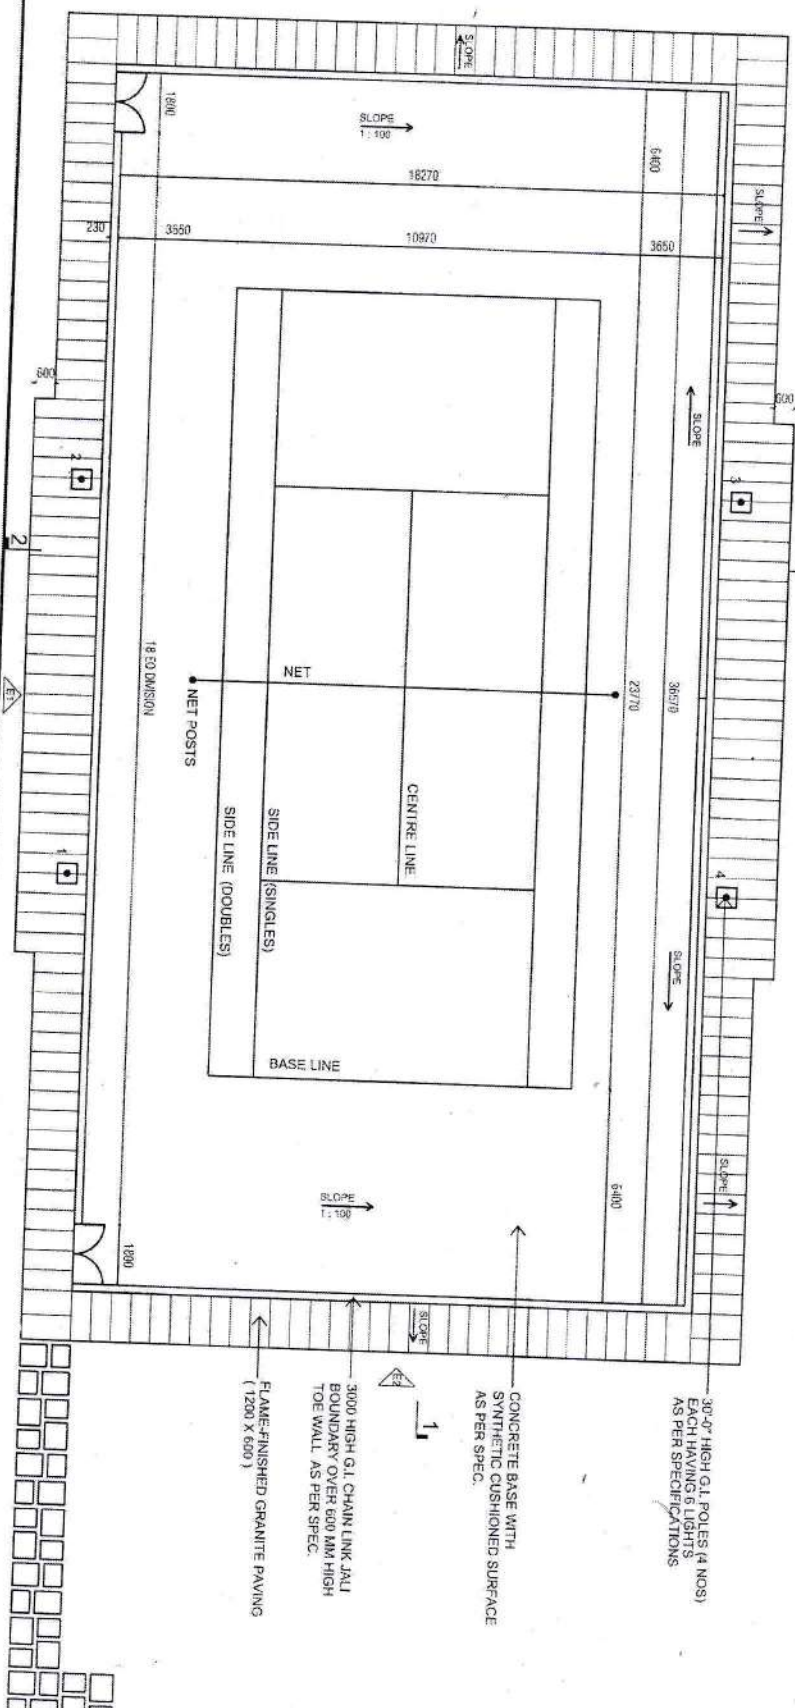 SLOPE
1800
SLOPE
1 : 100
6400
18270
SLOPE
230
3550
10970
3650
600
600
SLOPE
2
3
2
18 EQ DIVISION
NET
23770
36570
E1
NET POSTS
SIDE LINE (DOUBLES)
SIDE LINE (SINGLES)
CENTRE LINE
1
4
SLOPE
BASE LINE
SLOPE
1 : 100
6400
SLOPE
1800
SLOPE
E2
1
30'-0" HIGH G.I. POLES (4 NOS)
EACH HAVING 6 LIGHTS
AS PER SPECIFICATIONS
CONCRETE BASE WITH
SYNTHETIC CUSHIONED SURFACE
AS PER SPEC.
3000 HIGH G.I. CHAIN LINK JALI
BOUNDARY OVER 600 MM HIGH
TOE WALL AS PER SPEC.
FLAME-FINISHED GRANITE PAVING
( 1200 X 600 )